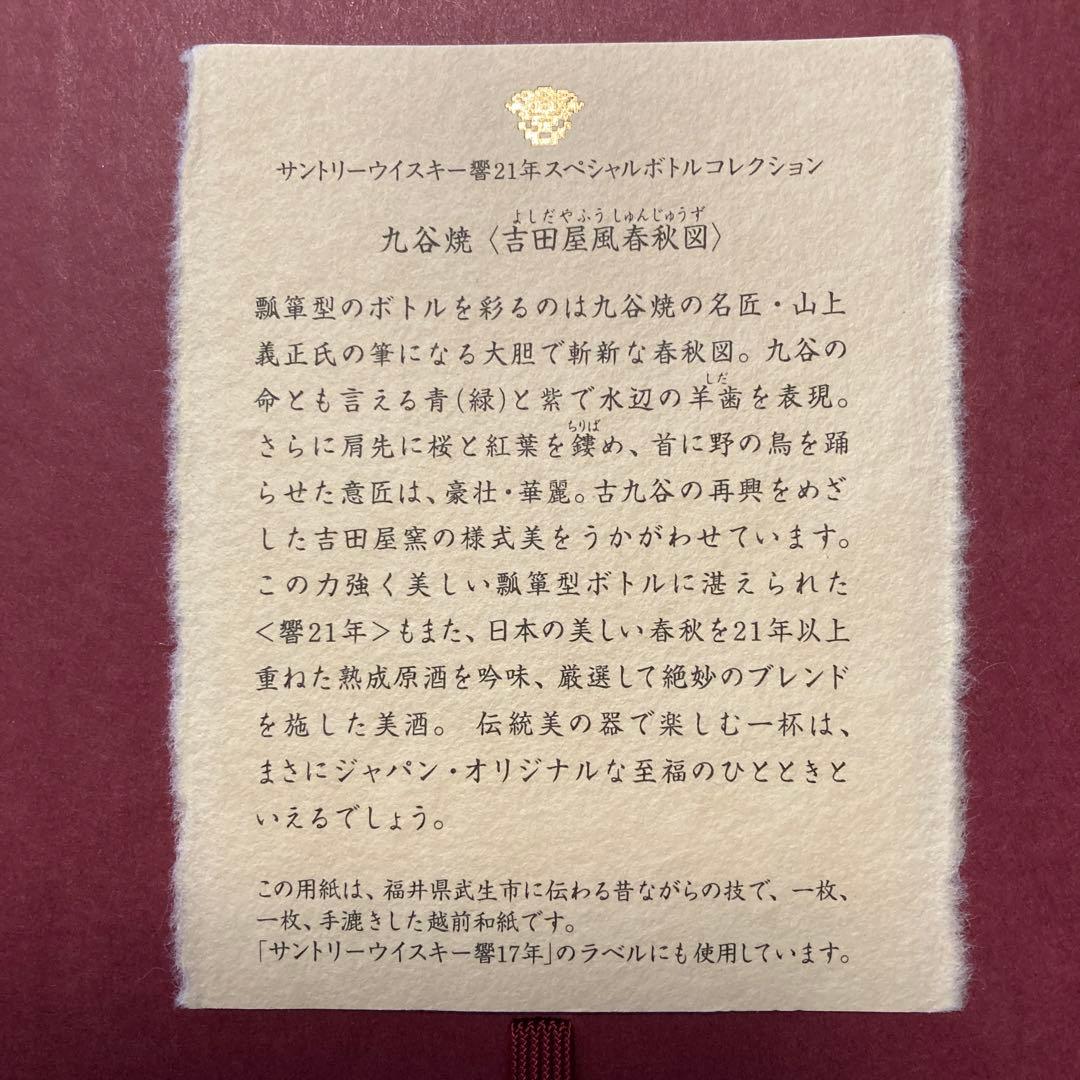 サントリーウイスキー響21年スペシャルボトルコレクション
よしだやふうしゅんじゅうず
九谷焼〈吉田屋風春秋図〉
瓢箪型のボトルを彩るのは九谷焼の名匠・山上
義正氏の筆になる大胆で斬新な春秋図。九谷の
しだ
命とも言える青(緑)と紫で水辺の羊歯を表現。
ちりば
さらに肩先に桜と紅葉を鏤め、首に野の鳥を踊
らせた意匠は、豪壮・華麗。古九谷の再興をめざ
した吉田屋窯の様式美をうかがわせています。
この力強く美しい瓢箪型ボトルに湛えられた
<響21年>もまた、日本の美しい春秋を21年以上
重ねた熟成原酒を吟味、厳選して絶妙のブレンド
を施した美酒。 伝統美の器で楽しむ一杯は、
まさにジャパン・オリジナルな至福のひとときと
いえるでしょう。
この用紙は、福井県武生市に伝わる昔ながらの技で、一枚、
一枚、手漉きした越前和紙です。
「サントリーウイスキー響17年」のラベルにも使用しています。